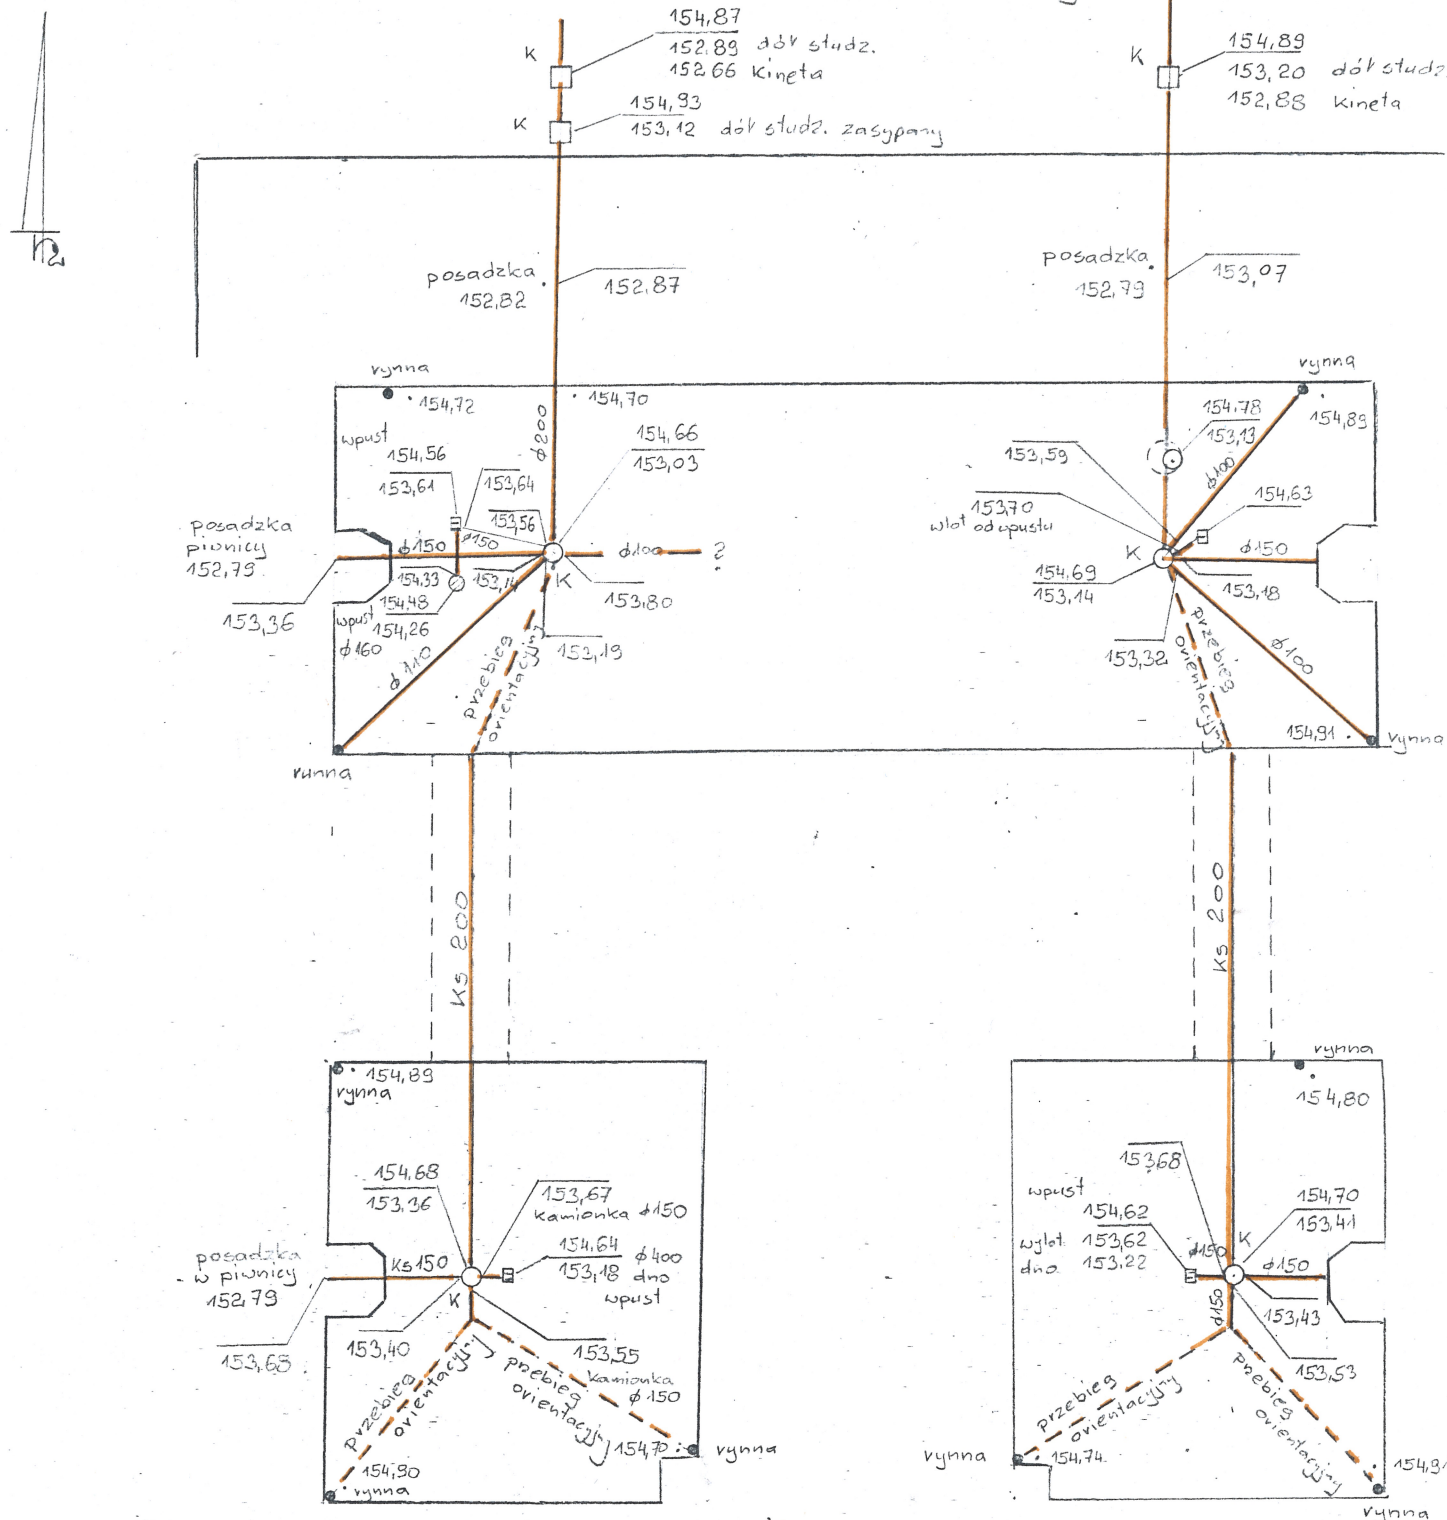 154,87
152,89 dół studz.
152,66 kineta
K
154,93
153,12 dół studz. zasypany
K
154,89
153,20 dół studz.
152,88 kineta
K
posadzka
152,82
152,87
posadzka
152,79
153,07
rynna
154,72
154,70
ϕ200
wpust
154,56
153,61
153,64
154,66
153,03
153,56
posadzka
piwnicy
152,79
153,36
ϕ150
ϕ150
ϕ100
?
154,33
153,14
K
154,48
154,26
wpust
ϕ160
153,80
153,19
ϕ110
przebieg
orientacyjny
rynna
rynna
154,89
154,78
153,13
153,59
ϕ100
153,70
wlot od wpustu
154,63
K
ϕ150
154,69
153,14
153,18
153,32
przebieg
orientacyjny
ϕ100
154,91
rynna
Ks 200
Ks 200
154,89
rynna
154,68
153,36
153,67
kamionka ϕ150
154,64
153,18
ϕ400
dno
wpust
posadzka
w piwnicy
152,79
153,65
Ks150
K
153,40
153,55
kamionka
ϕ150
przebieg
orientacyjny
przebieg
orientacyjny
154,70
rynna
154,90
rynna
rynna
154,80
153,68
wpust
154,62
wylot 153,62
dno 153,22
154,70
153,41
K
ϕ150
ϕ150
ϕ150
153,43
153,53
przebieg
orientacyjny
przebieg
orientacyjny
rynna
154,74
154,9
rynna